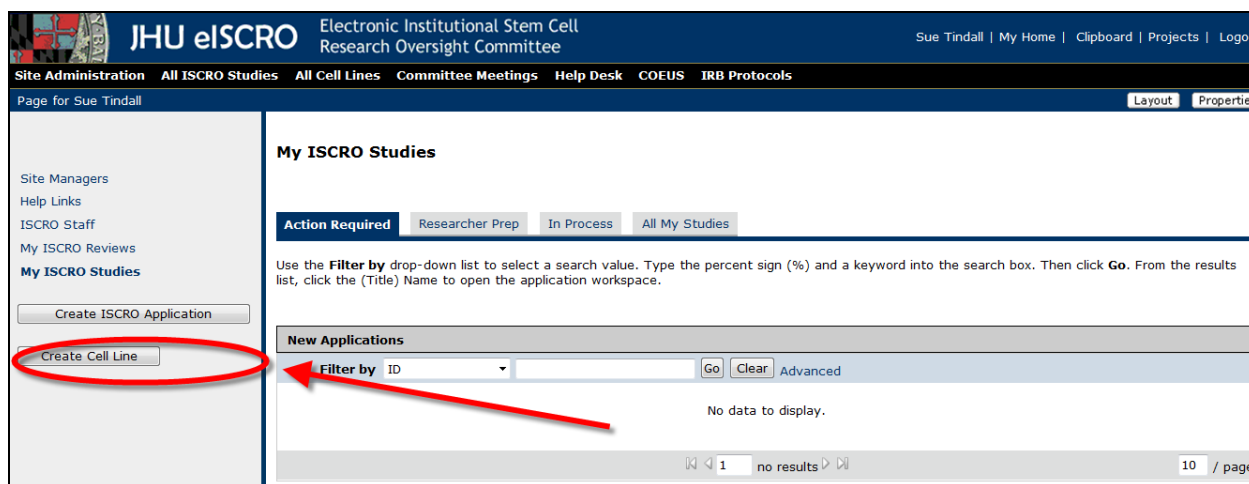 JHU eISCRO
Electronic Institutional Stem Cell
Research Oversight Committee
Sue Tindall | My Home | Clipboard | Projects | Logo
Site Administration All ISCRO Studies All Cell Lines Committee Meetings Help Desk COEUS IRB Protocols
Page for Sue Tindall
Layout Propertie
Site Managers
Help Links
ISCRO Staff
My ISCRO Reviews
My ISCRO Studies
Create ISCRO Application
Create Cell Line
My ISCRO Studies
Action Required Researcher Prep In Process All My Studies
Use the Filter by drop-down list to select a search value. Type the percent sign (%) and a keyword into the search box. Then click Go. From the results
list, click the (Title) Name to open the application workspace.
New Applications
Filter by ID Go Clear Advanced
No data to display.
1 no results 10 / page